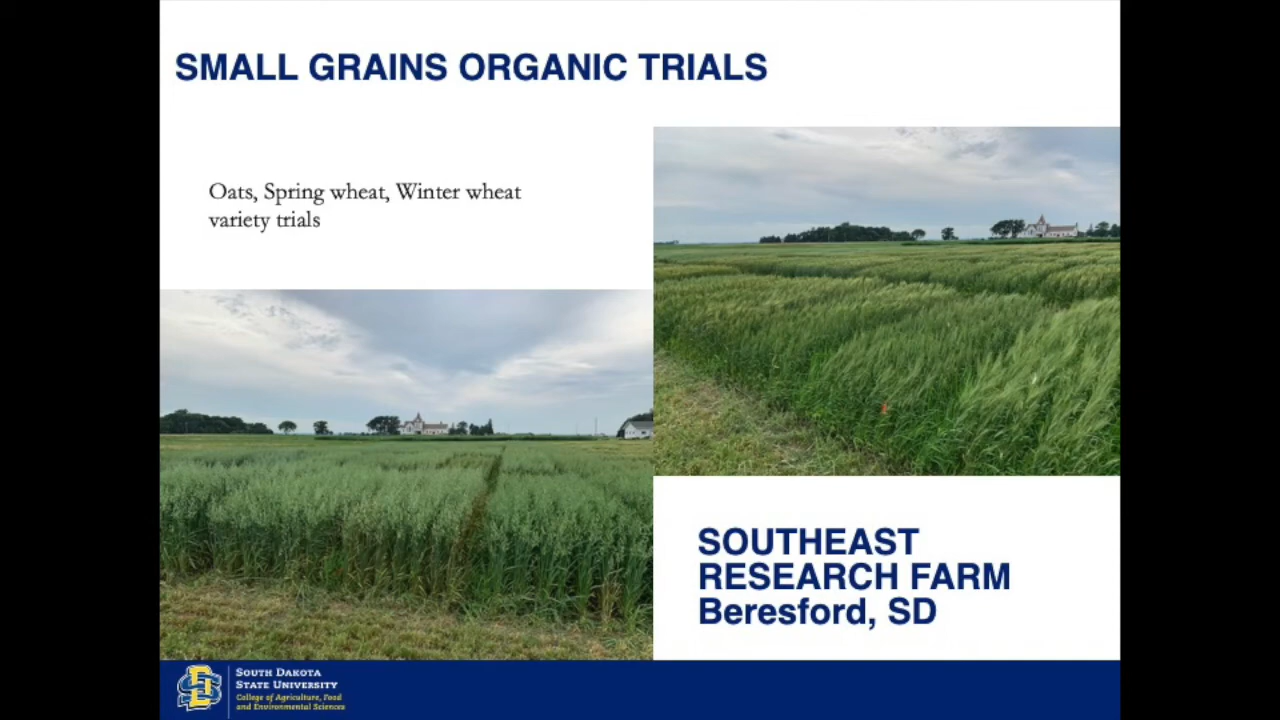 SMALL GRAINS ORGANIC TRIALS
Oats, Spring wheat, Winter wheat
variety trials
SOUTHEAST
RESEARCH FARM
Beresford, SD
SOUTH DAKOTA
STATE UNIVERSITY
College of Agriculture, Food
and Environmental Sciences